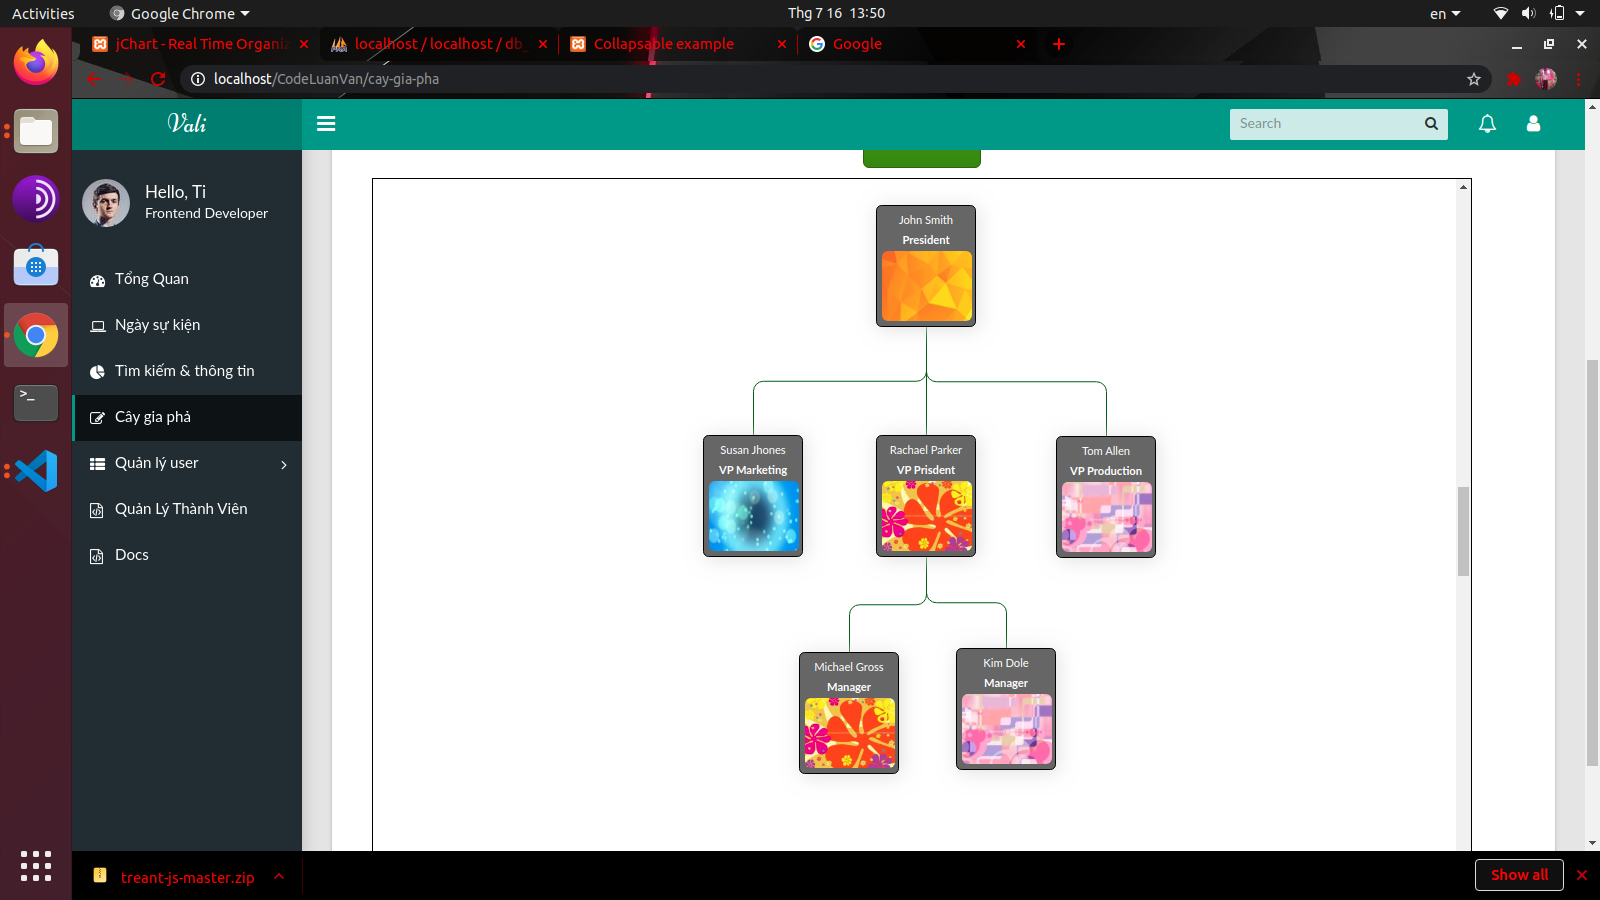 Activities
Google Chrome
Thg 7 16 13:50
en
jChart - Real Time Organiz
localhost / localhost / db_
Collapsable example
Google
localhost/CodeLuanVan/cay-gia-pha
Vali
Search
Hello, Ti
Frontend Developer
Tổng Quan
Ngày sự kiện
Tìm kiếm & thông tin
Cây gia phả
Quản lý user
Quản Lý Thành Viên
Docs
John Smith
President
Susan Jhones
VP Marketing
Rachael Parker
VP Prisdent
Tom Allen
VP Production
Michael Gross
Manager
Kim Dole
Manager
treant-js-master.zip
Show all